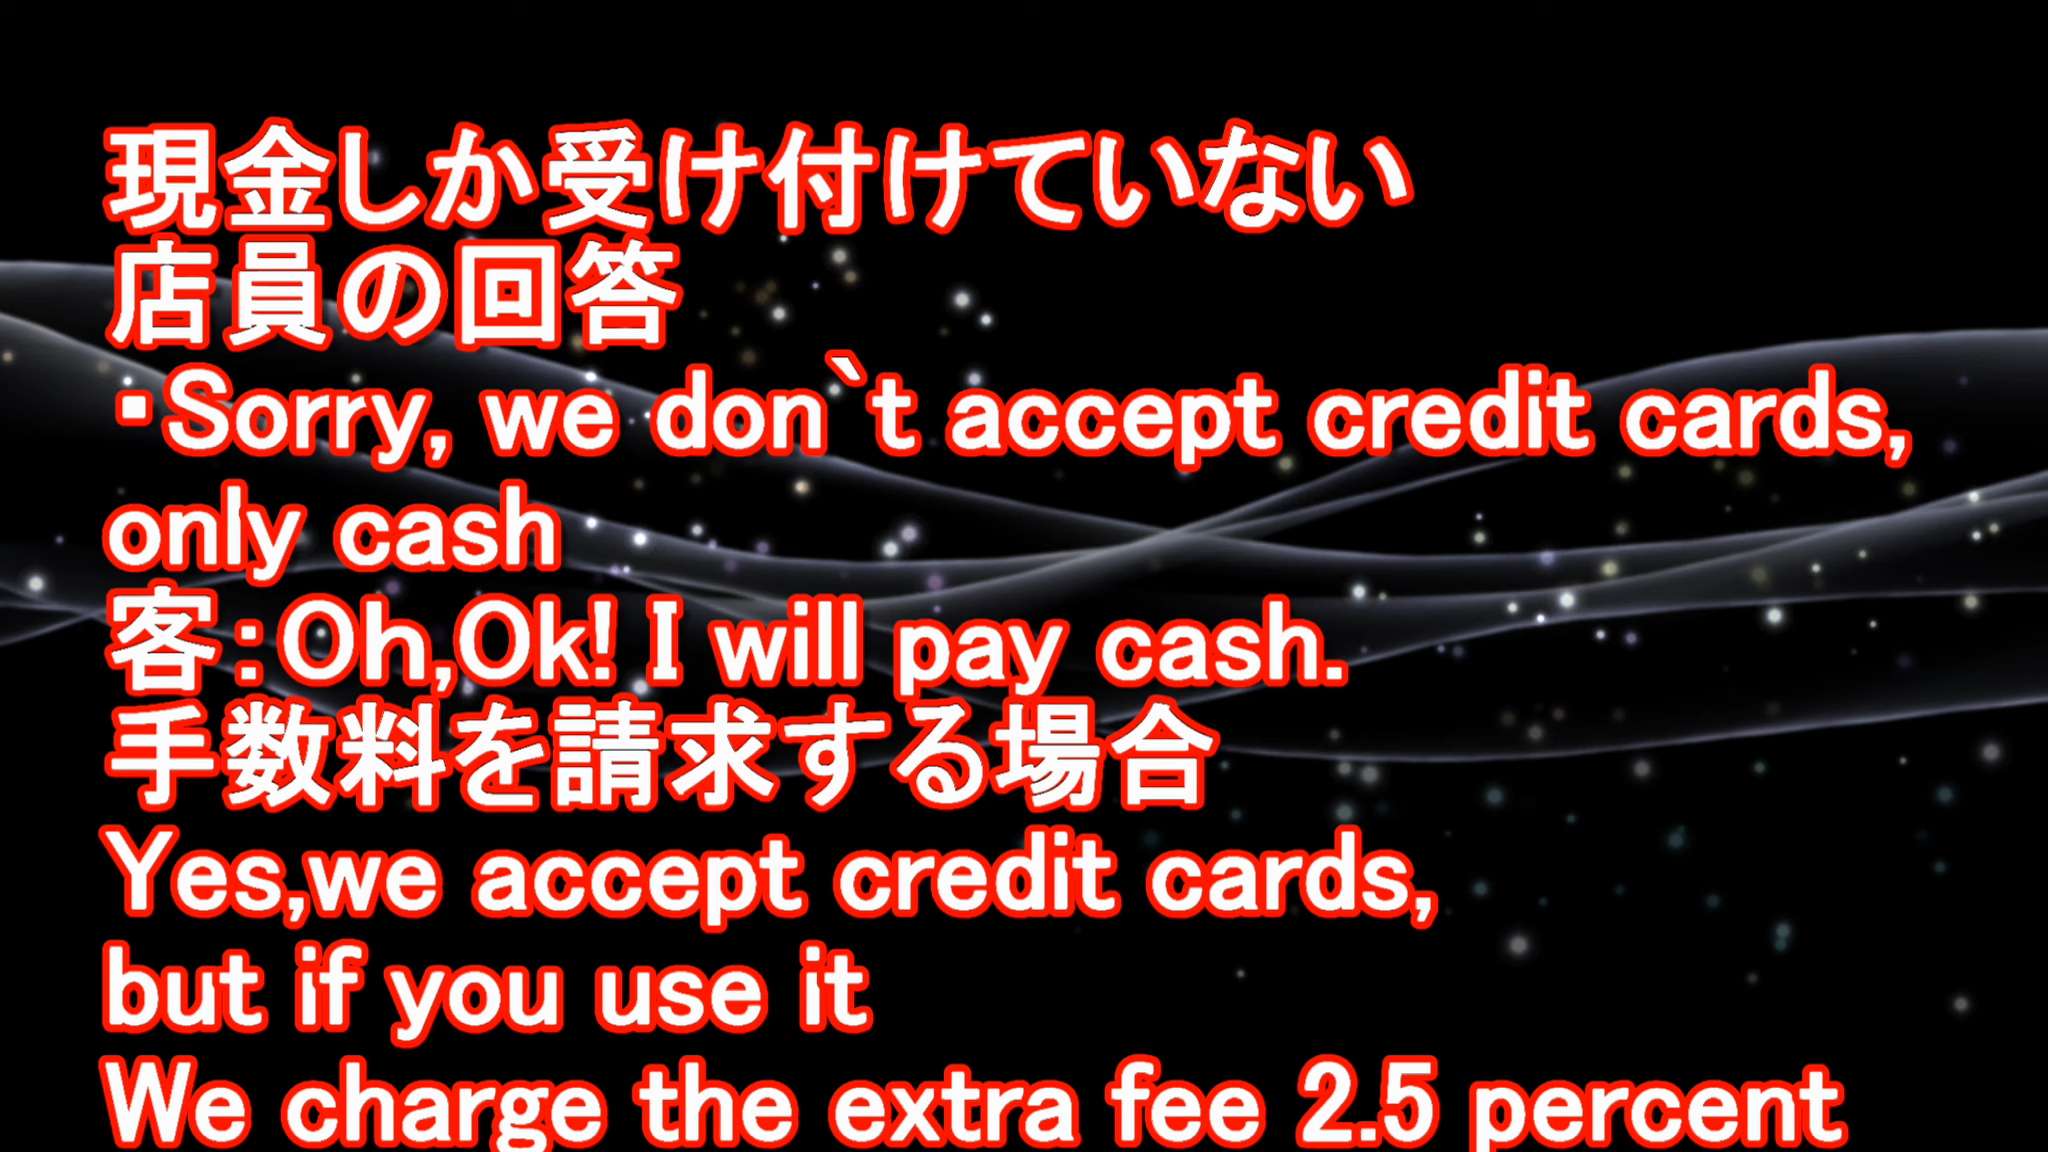 現金しか受け付けていない
店員の回答
・Sorry, we don`t accept credit cards,
only cash
客：Oh,Ok! I will pay cash.
手数料を請求する場合
Yes,we accept credit cards,
but if you use it
We charge the extra fee 2.5 percent